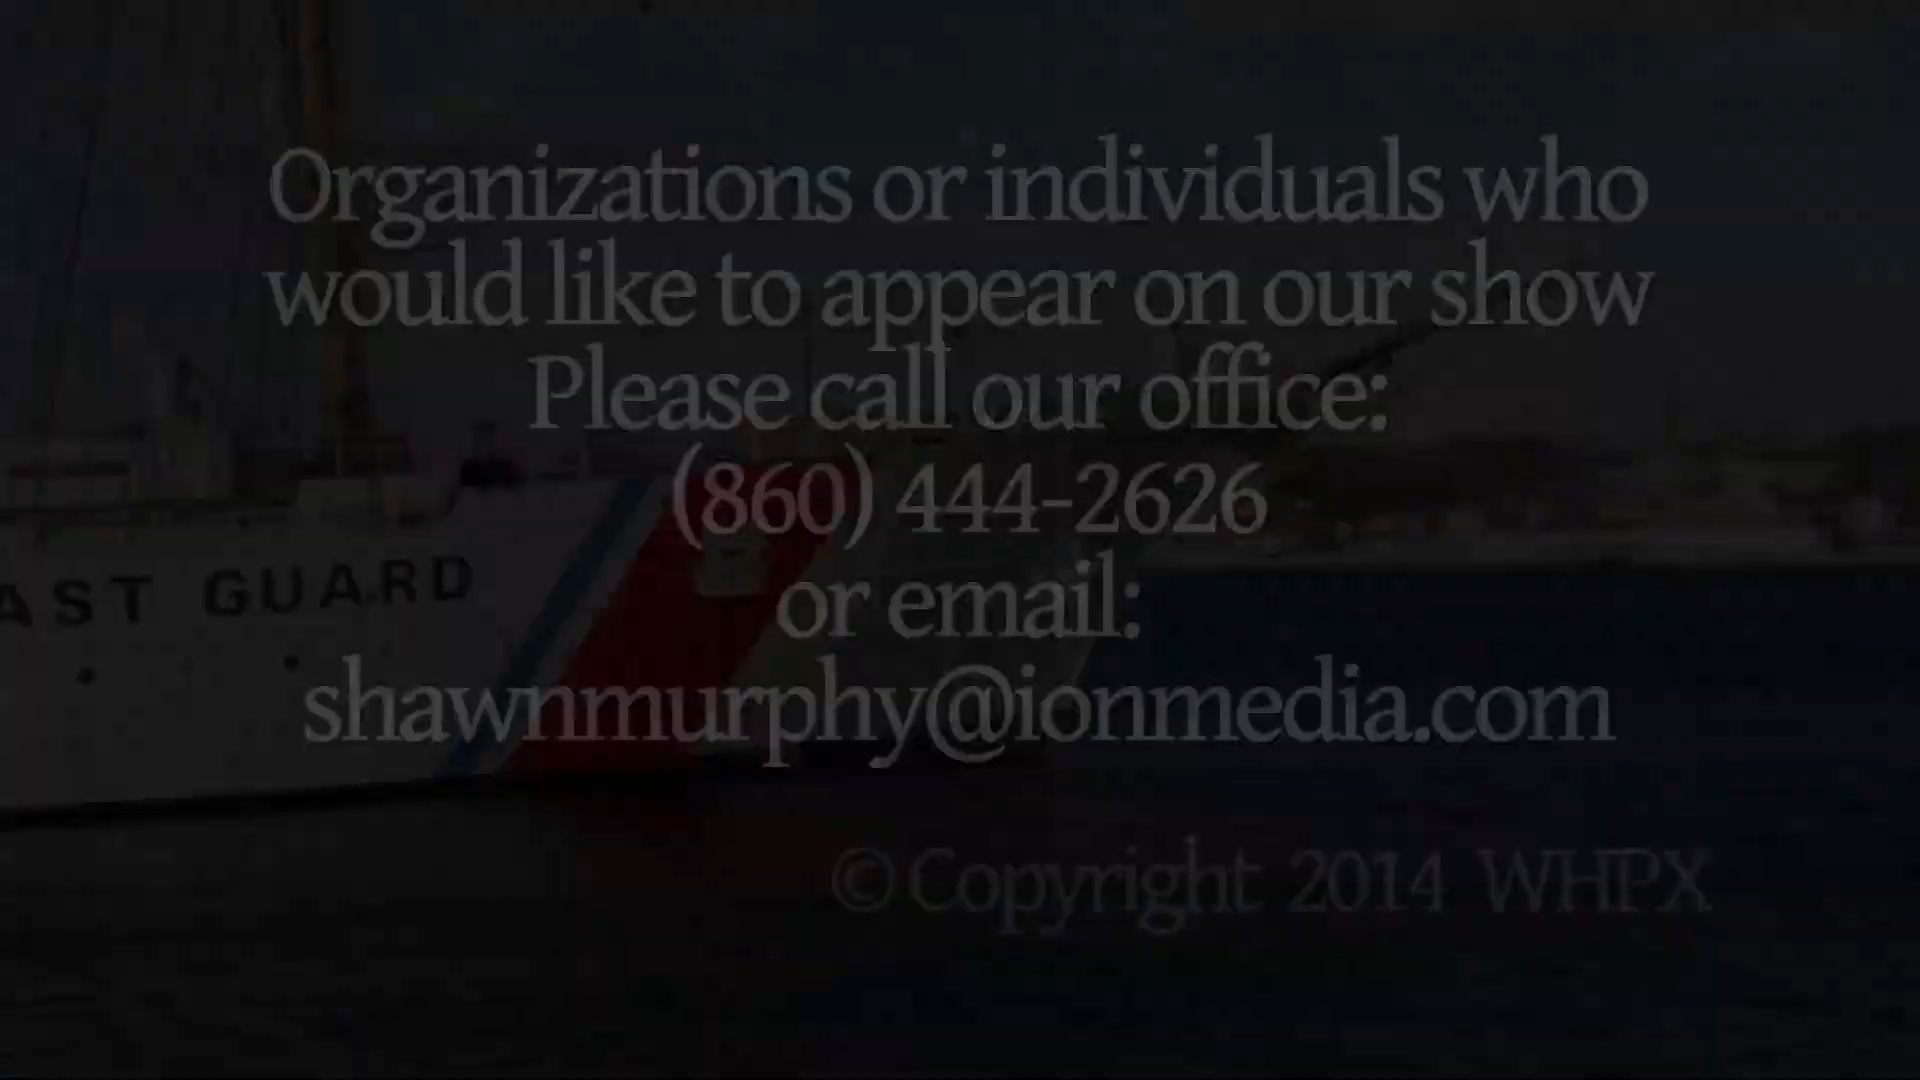 Organizations or individuals who
would like to appear on our show
Please call our office:
(860) 444-2626
or email:
shawnmurphy@ionmedia.com
AST GUARD
© Copyright 2014 WHPX